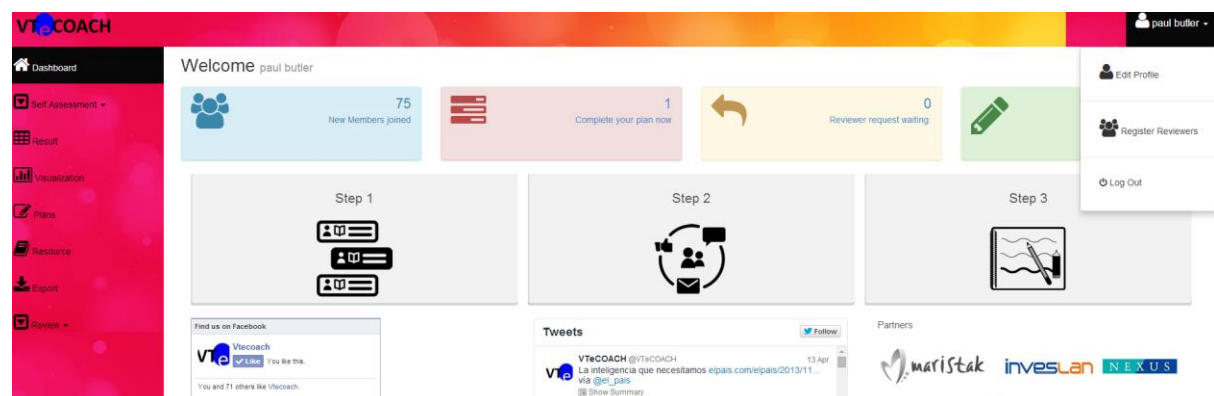 VTeCOACH
paul butler
Dashboard
Self Assessment
Result
Visualization
Plans
Resource
Export
Review
Welcome paul butler
75
New Members joined
1
Complete your plan now
0
Reviewer request waiting
Edit Profile
Register Reviewers
Log Out
Step 1
Step 2
Step 3
Find us on Facebook
VTe
Vtecoach
Like You like this.
You and 71 others like Vtecoach.
Tweets
Follow
VTe
VTeCOACH @VTeCOACH 13 Apr
La inteligencia que necesitamos elpais.com/elpais/2013/11...
via @el_pais
Show Summary
Partners
maristak
inveslan
NEXUS